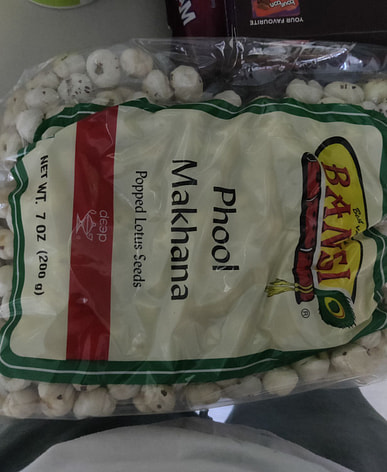 BANSI
®
Phool
Makhana
Popped Lotus Seeds
deep
NET WT. 7 OZ (200 g)
YOUR FAVOURITE